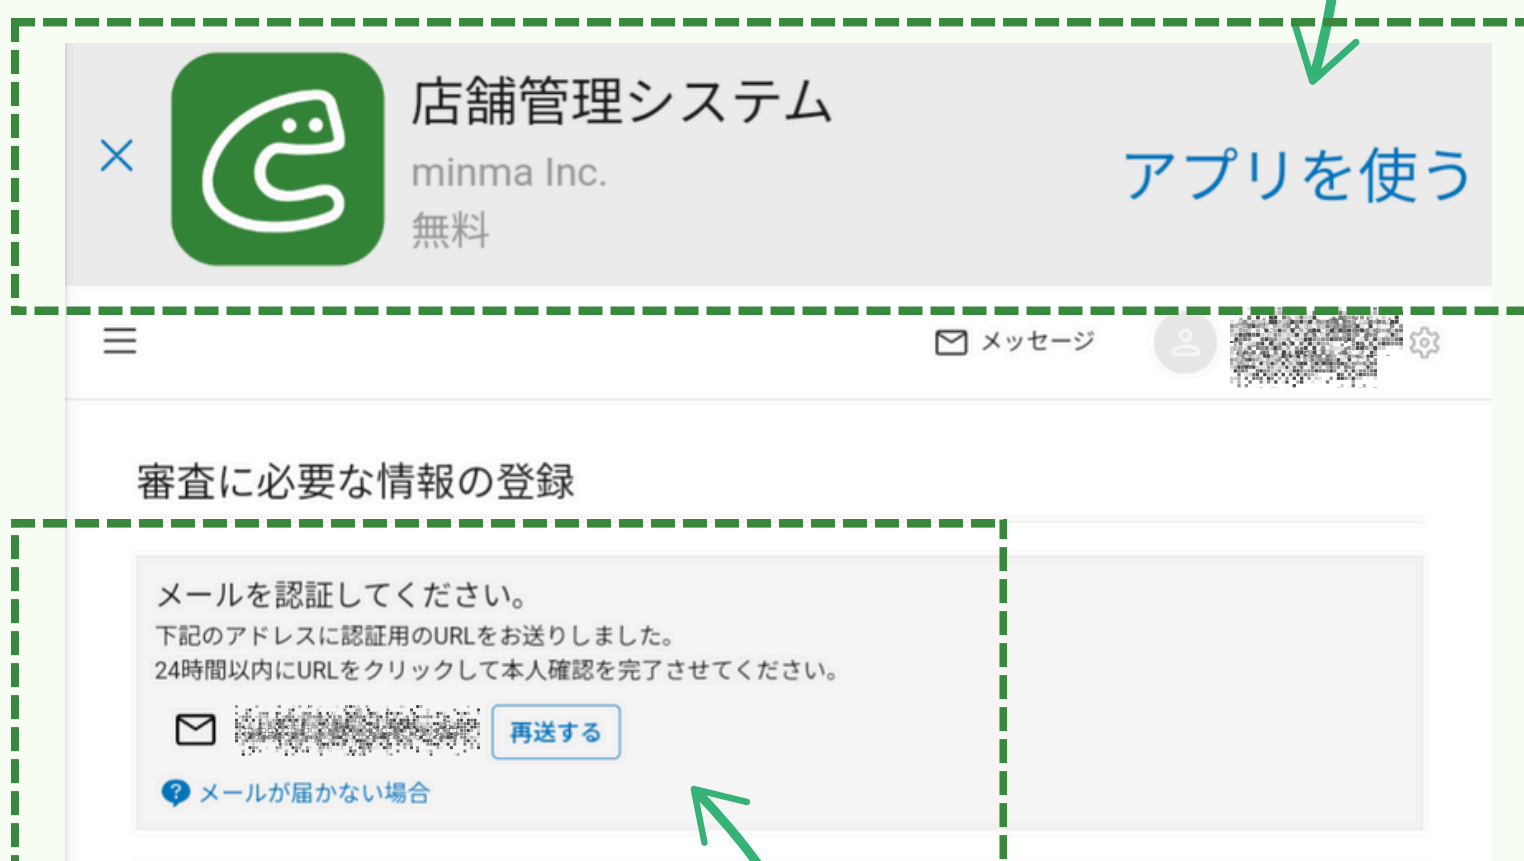 店舗管理システム
minma Inc.
無料
アプリを使う
メッセージ
審査に必要な情報の登録
メールを認証してください。
下記のアドレスに認証用のURLをお送りしました。
24時間以内にURLをクリックして本人確認を完了させてください。
再送する
? メールが届かない場合